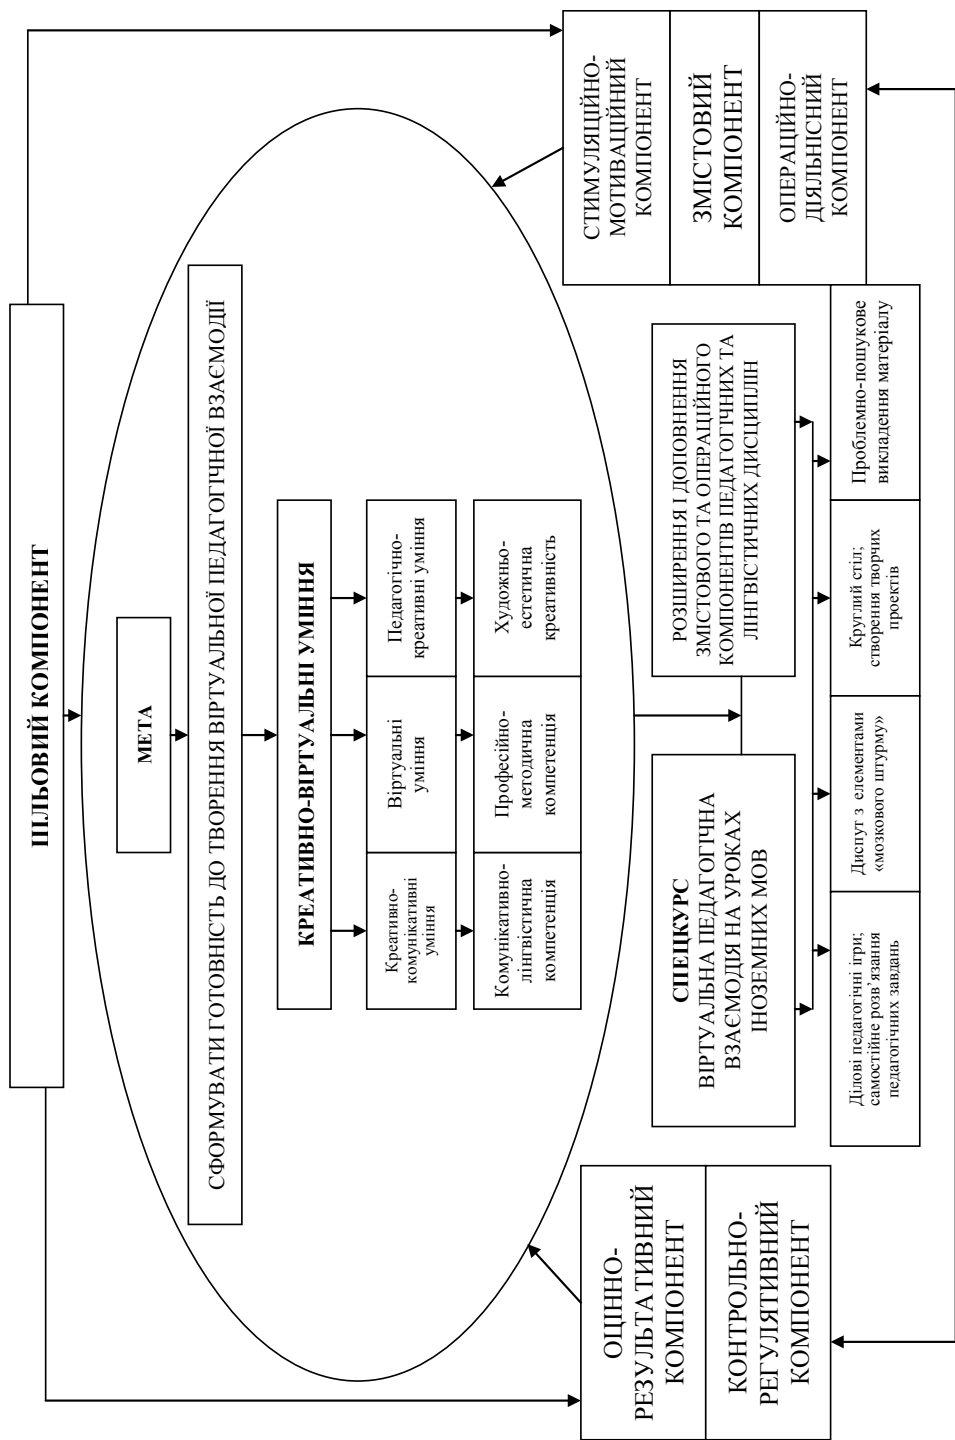 ЦІЛЬОВИЙ КОМПОНЕНТ
МЕТА
СФОРМУВАТИ ГОТОВНІСТЬ ДО ТВОРЕННЯ ВІРТУАЛЬНОЇ ПЕДАГОГІЧНОЇ ВЗАЄМОДІЇ
КРЕАТИВНО-ВІРТУАЛЬНІ УМІННЯ
Креативно-
комунікативні
уміння
Віртуальні
уміння
Педагогічно-
креативні уміння
Комунікативно-
лінгвістична
компетенція
Професійно-
методична
компетенція
Художньо-
естетична
креативність
ОЦІННО-
РЕЗУЛЬТАТИВНИЙ
КОМПОНЕНТ
КОНТРОЛЬНО-
РЕГУЛЯТИВНИЙ
КОМПОНЕНТ
СПЕЦКУРС
ВІРТУАЛЬНА ПЕДАГОГІЧНА
ВЗАЄМОДІЯ НА УРОКАХ
ІНОЗЕМНИХ МОВ
РОЗШИРЕННЯ І ДОПОВНЕННЯ
ЗМІСТОВОГО ТА ОПЕРАЦІЙНОГО
КОМПОНЕНТІВ ПЕДАГОГІЧНИХ ТА
ЛІНГВІСТИЧНИХ ДИСЦИПЛІН
СТИМУЛЯЦІЙНО-
МОТИВАЦІЙНИЙ
КОМПОНЕНТ
ЗМІСТОВИЙ
КОМПОНЕНТ
ОПЕРАЦІЙНО-
ДІЯЛЬНІСНИЙ
КОМПОНЕНТ
Ділові педагогічні ігри;
самостійне розв’язання
педагогічних завдань
Диспут з елементами
«мозкового штурму»
Круглий стіл;
створення творчих
проектів
Проблемно-пошукове
викладення матеріалу